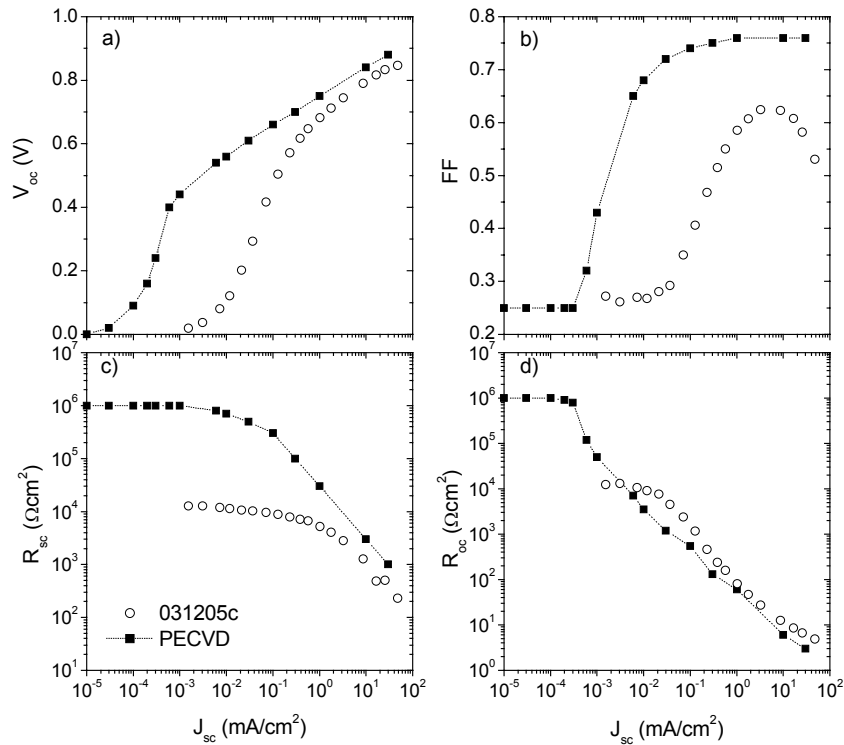 a)
1.0
0.8
0.6
0.4
0.2
0.0
V_oc (V)
b)
0.8
0.7
0.6
0.5
0.4
0.3
0.2
FF
c)
10^7
10^6
10^5
10^4
10^3
10^2
10^1
R_sc (Ωcm^2)
031205c
PECVD
10^-5 10^-4 10^-3 10^-2 10^-1 10^0 10^1 10^2
J_sc (mA/cm^2)
d)
10^7
10^6
10^5
10^4
10^3
10^2
10^1
10^0
R_oc (Ωcm^2)
10^-5 10^-4 10^-3 10^-2 10^-1 10^0 10^1 10^2
J_sc (mA/cm^2)